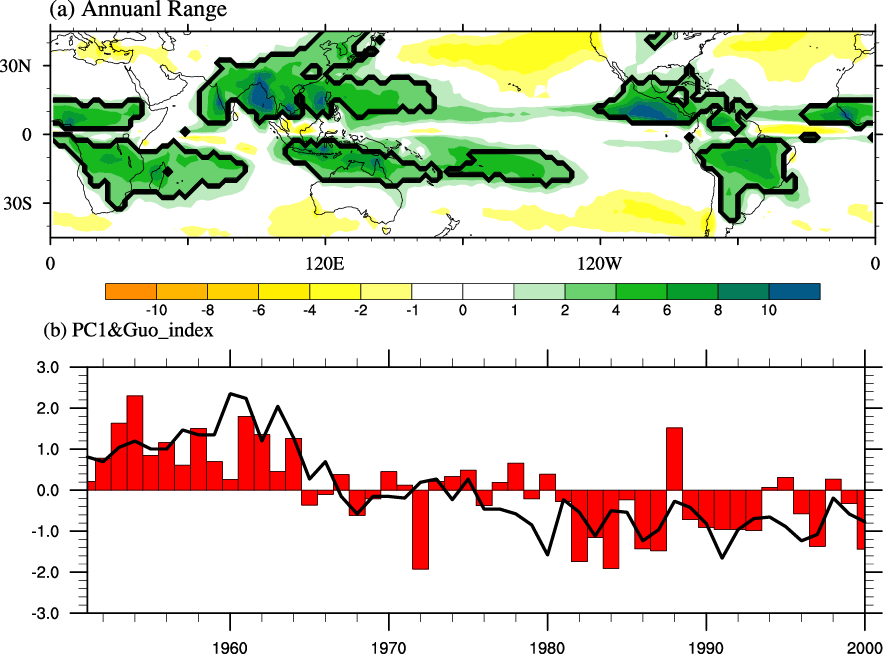 (a) Annuanl Range
30N
0
30S
0 120E 120W 0
-10 -8 -6 -4 -2 -1 0 1 2 4 6 8 10
(b) PC1&Guo_index
3.0
2.0
1.0
0.0
-1.0
-2.0
-3.0
1960 1970 1980 1990 2000